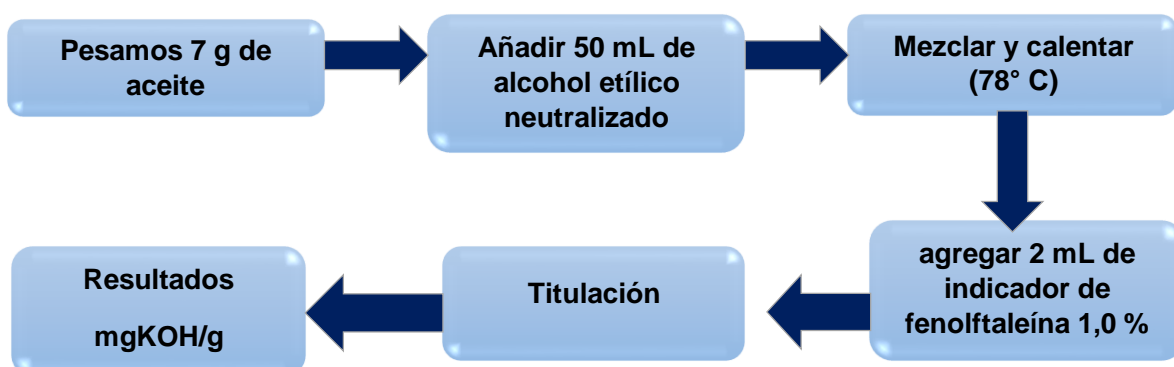 Pesamos 7 g de
aceite
Añadir 50 mL de
alcohol etílico
neutralizado
Mezclar y calentar
(78° C)
agregar 2 mL de
indicador de
fenolftaleína 1,0 %
Titulación
Resultados
mgKOH/g